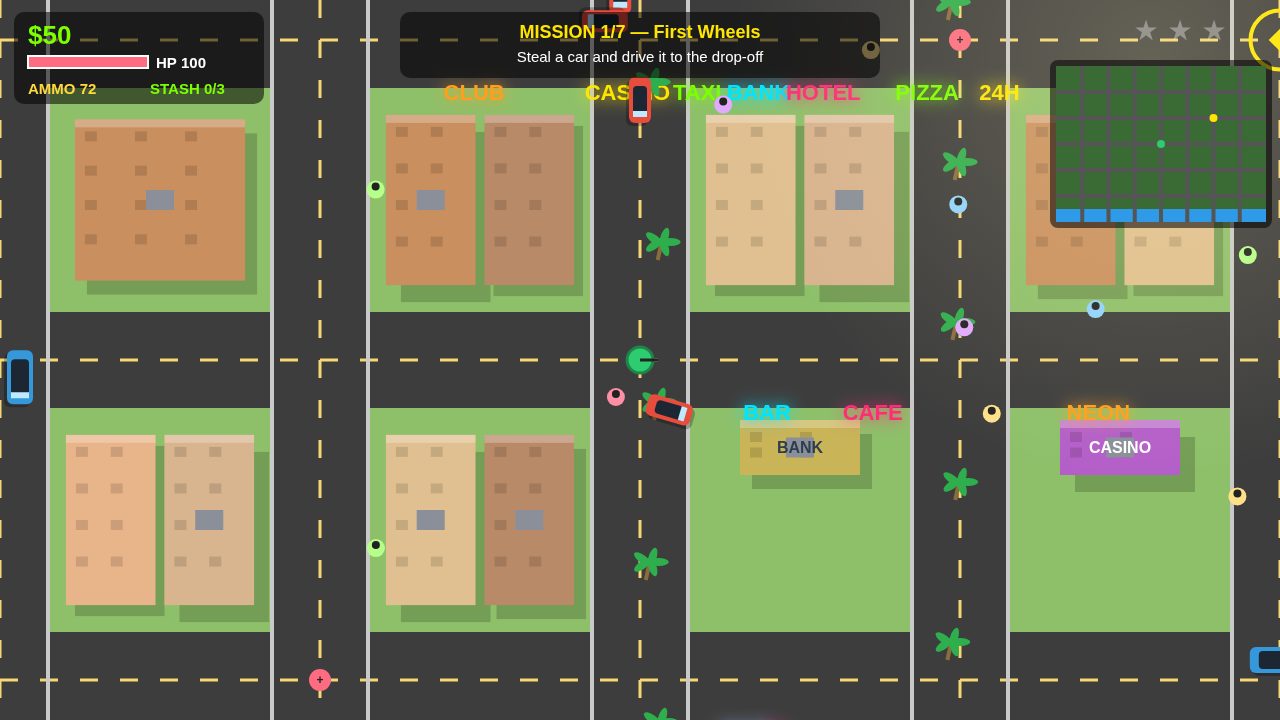 $50
HP 100
AMMO 72
STASH 0/3
MISSION 1/7 — First Wheels
Steal a car and drive it to the drop-off
CLUB
TAXI
BANK
HOTEL
PIZZA
24H
BAR
CAFE
NEON
BANK
CASINO